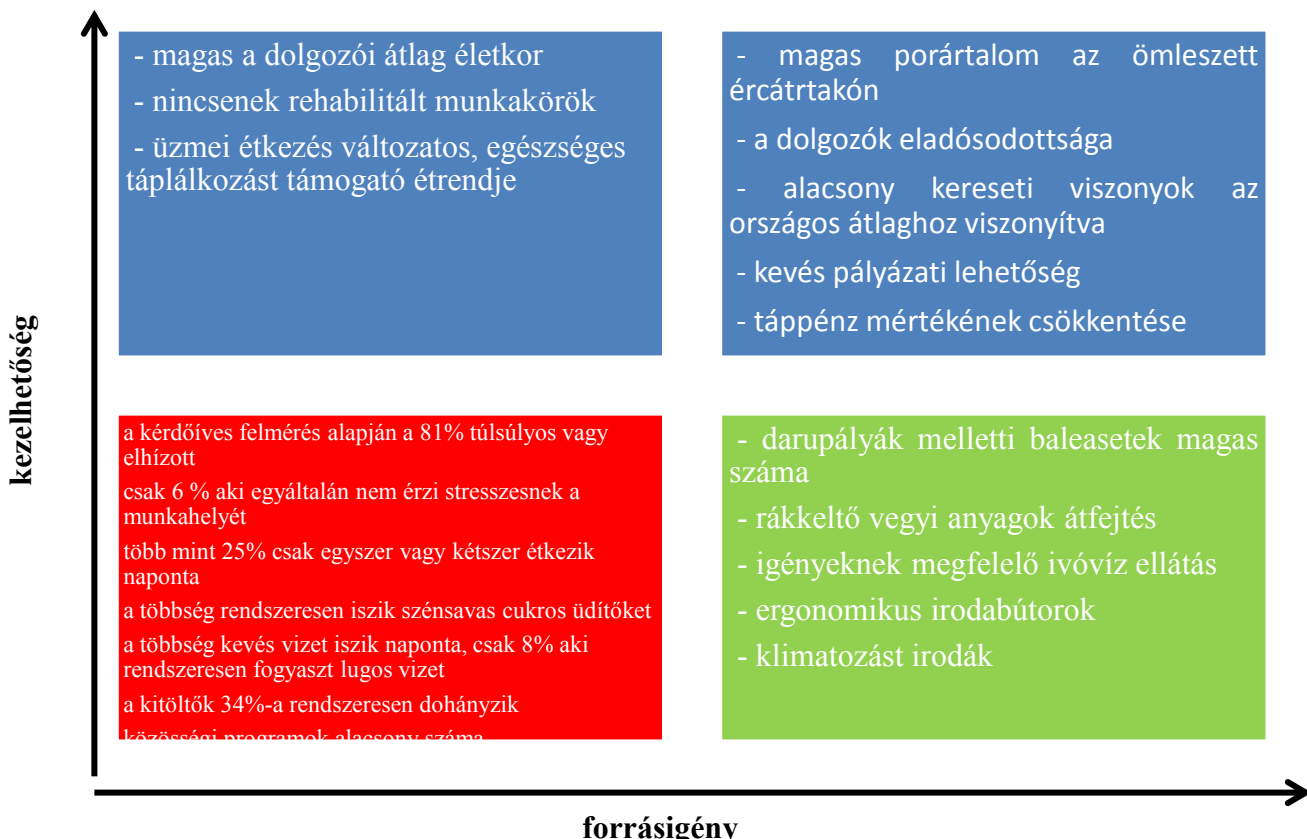 kezelhetőség
- magas a dolgozói átlag életkor
- nincsenek rehabilitált munkakörök
- üzmei étkezés változatos, egészséges
táplálkozást támogató étrendje
- magas porártalom az ömleszett
ércátrtakón
- a dolgozók eladósodottsága
- alacsony kereseti viszonyok az
országos átlaghoz viszonyítva
- kevés pályázati lehetőség
- táppénz mértékének csökkentése
a kérdőíves felmérés alapján a 81% túlsúlyos vagy
elhízott
csak 6 % aki egyáltalán nem érzi stresszesnek a
munkahelyét
több mint 25% csak egyszer vagy kétszer étkezik
naponta
a többség rendszeresen iszik szénsavas cukros üdítőket
a többség kevés vizet iszik naponta, csak 8% aki
rendszeresen fogyaszt lugos vizet
a kitöltők 34%-a rendszeresen dohányzik
közösségi programok alacsony száma
- darupályák melletti baleasetek magas
száma
- rákkeltő vegyi anyagok átfejtés
- igényeknek megfelelő ivóvíz ellátás
- ergonomikus irodabútorok
- klimatozást irodák
forrásigény